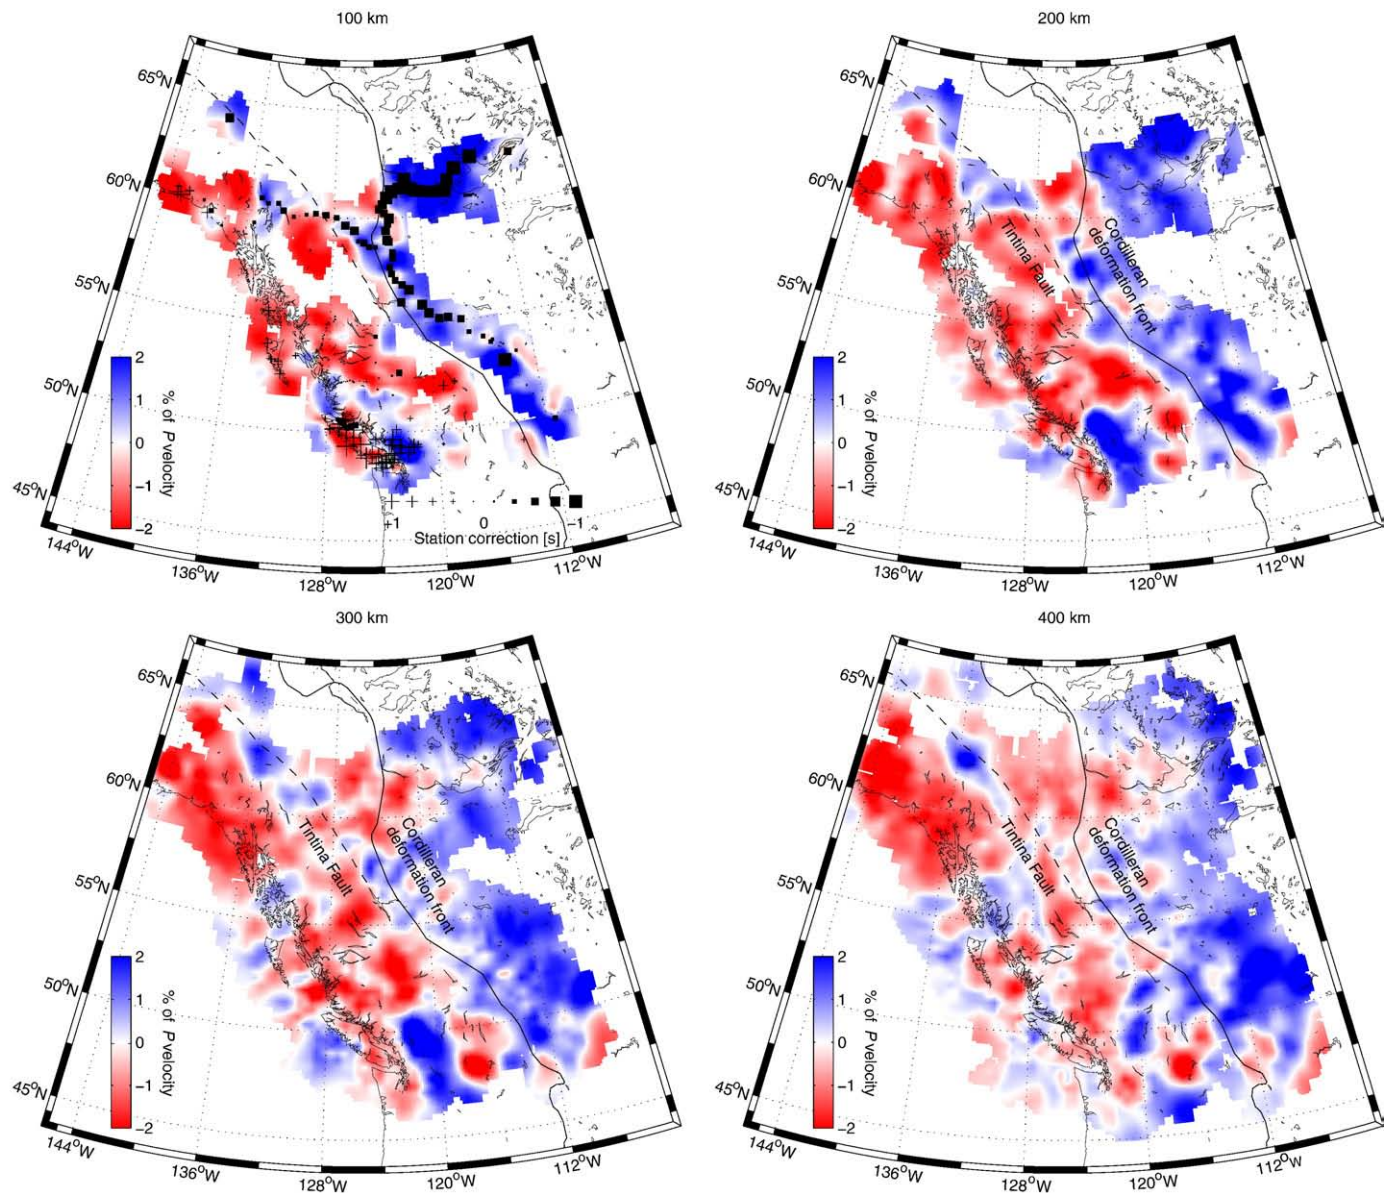 100 km
65°N
60°N
55°N
50°N
45°N
2
1
0
−1
−2
% of P velocity
+1 0 −1
Station correction [s]
144°W
136°W
128°W
120°W
112°W
200 km
65°N
60°N
55°N
50°N
45°N
Tintina Fault
Cordilleran
deformation front
2
1
0
−1
−2
% of P velocity
144°W
136°W
128°W
120°W
112°W
300 km
65°N
60°N
55°N
50°N
45°N
Tintina Fault
Cordilleran
deformation front
2
1
0
−1
−2
% of P velocity
144°W
136°W
128°W
120°W
112°W
400 km
65°N
60°N
55°N
50°N
45°N
Tintina Fault
Cordilleran
deformation front
2
1
0
−1
−2
% of P velocity
144°W
136°W
128°W
120°W
112°W